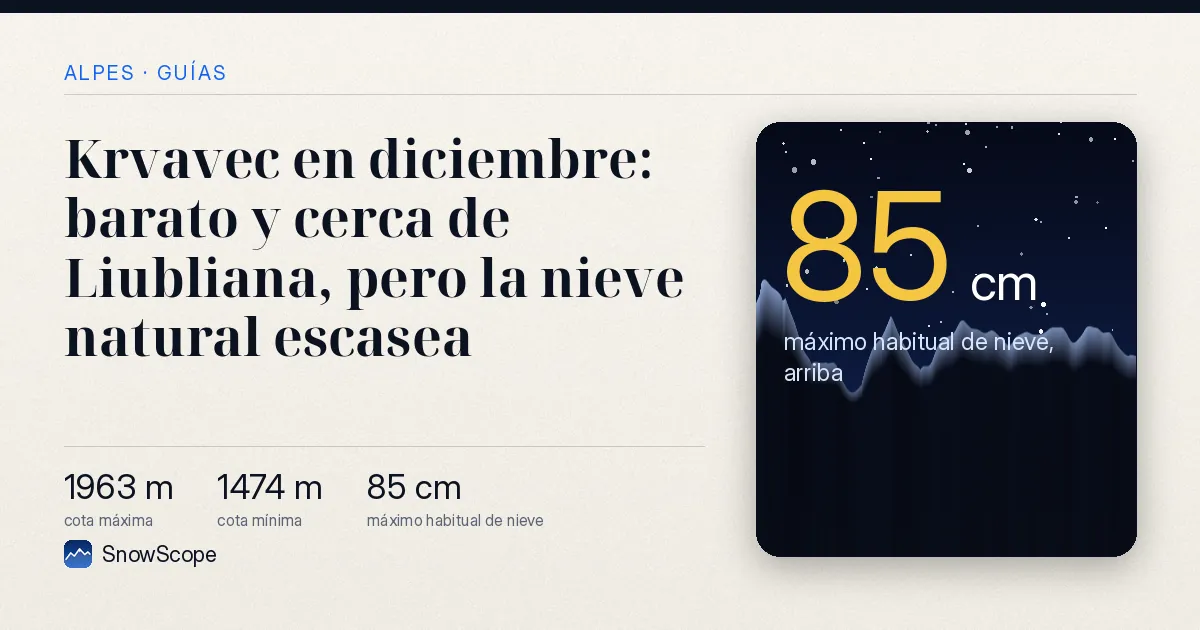 ALPES · GUÍAS
Krvavec en diciembre:
barato y cerca de
Liubliana, pero la nieve
natural escasea
85 cm
máximo habitual de nieve,
arriba
1963 m
cota máxima
1474 m
cota mínima
85 cm
máximo habitual de nieve
SnowScope